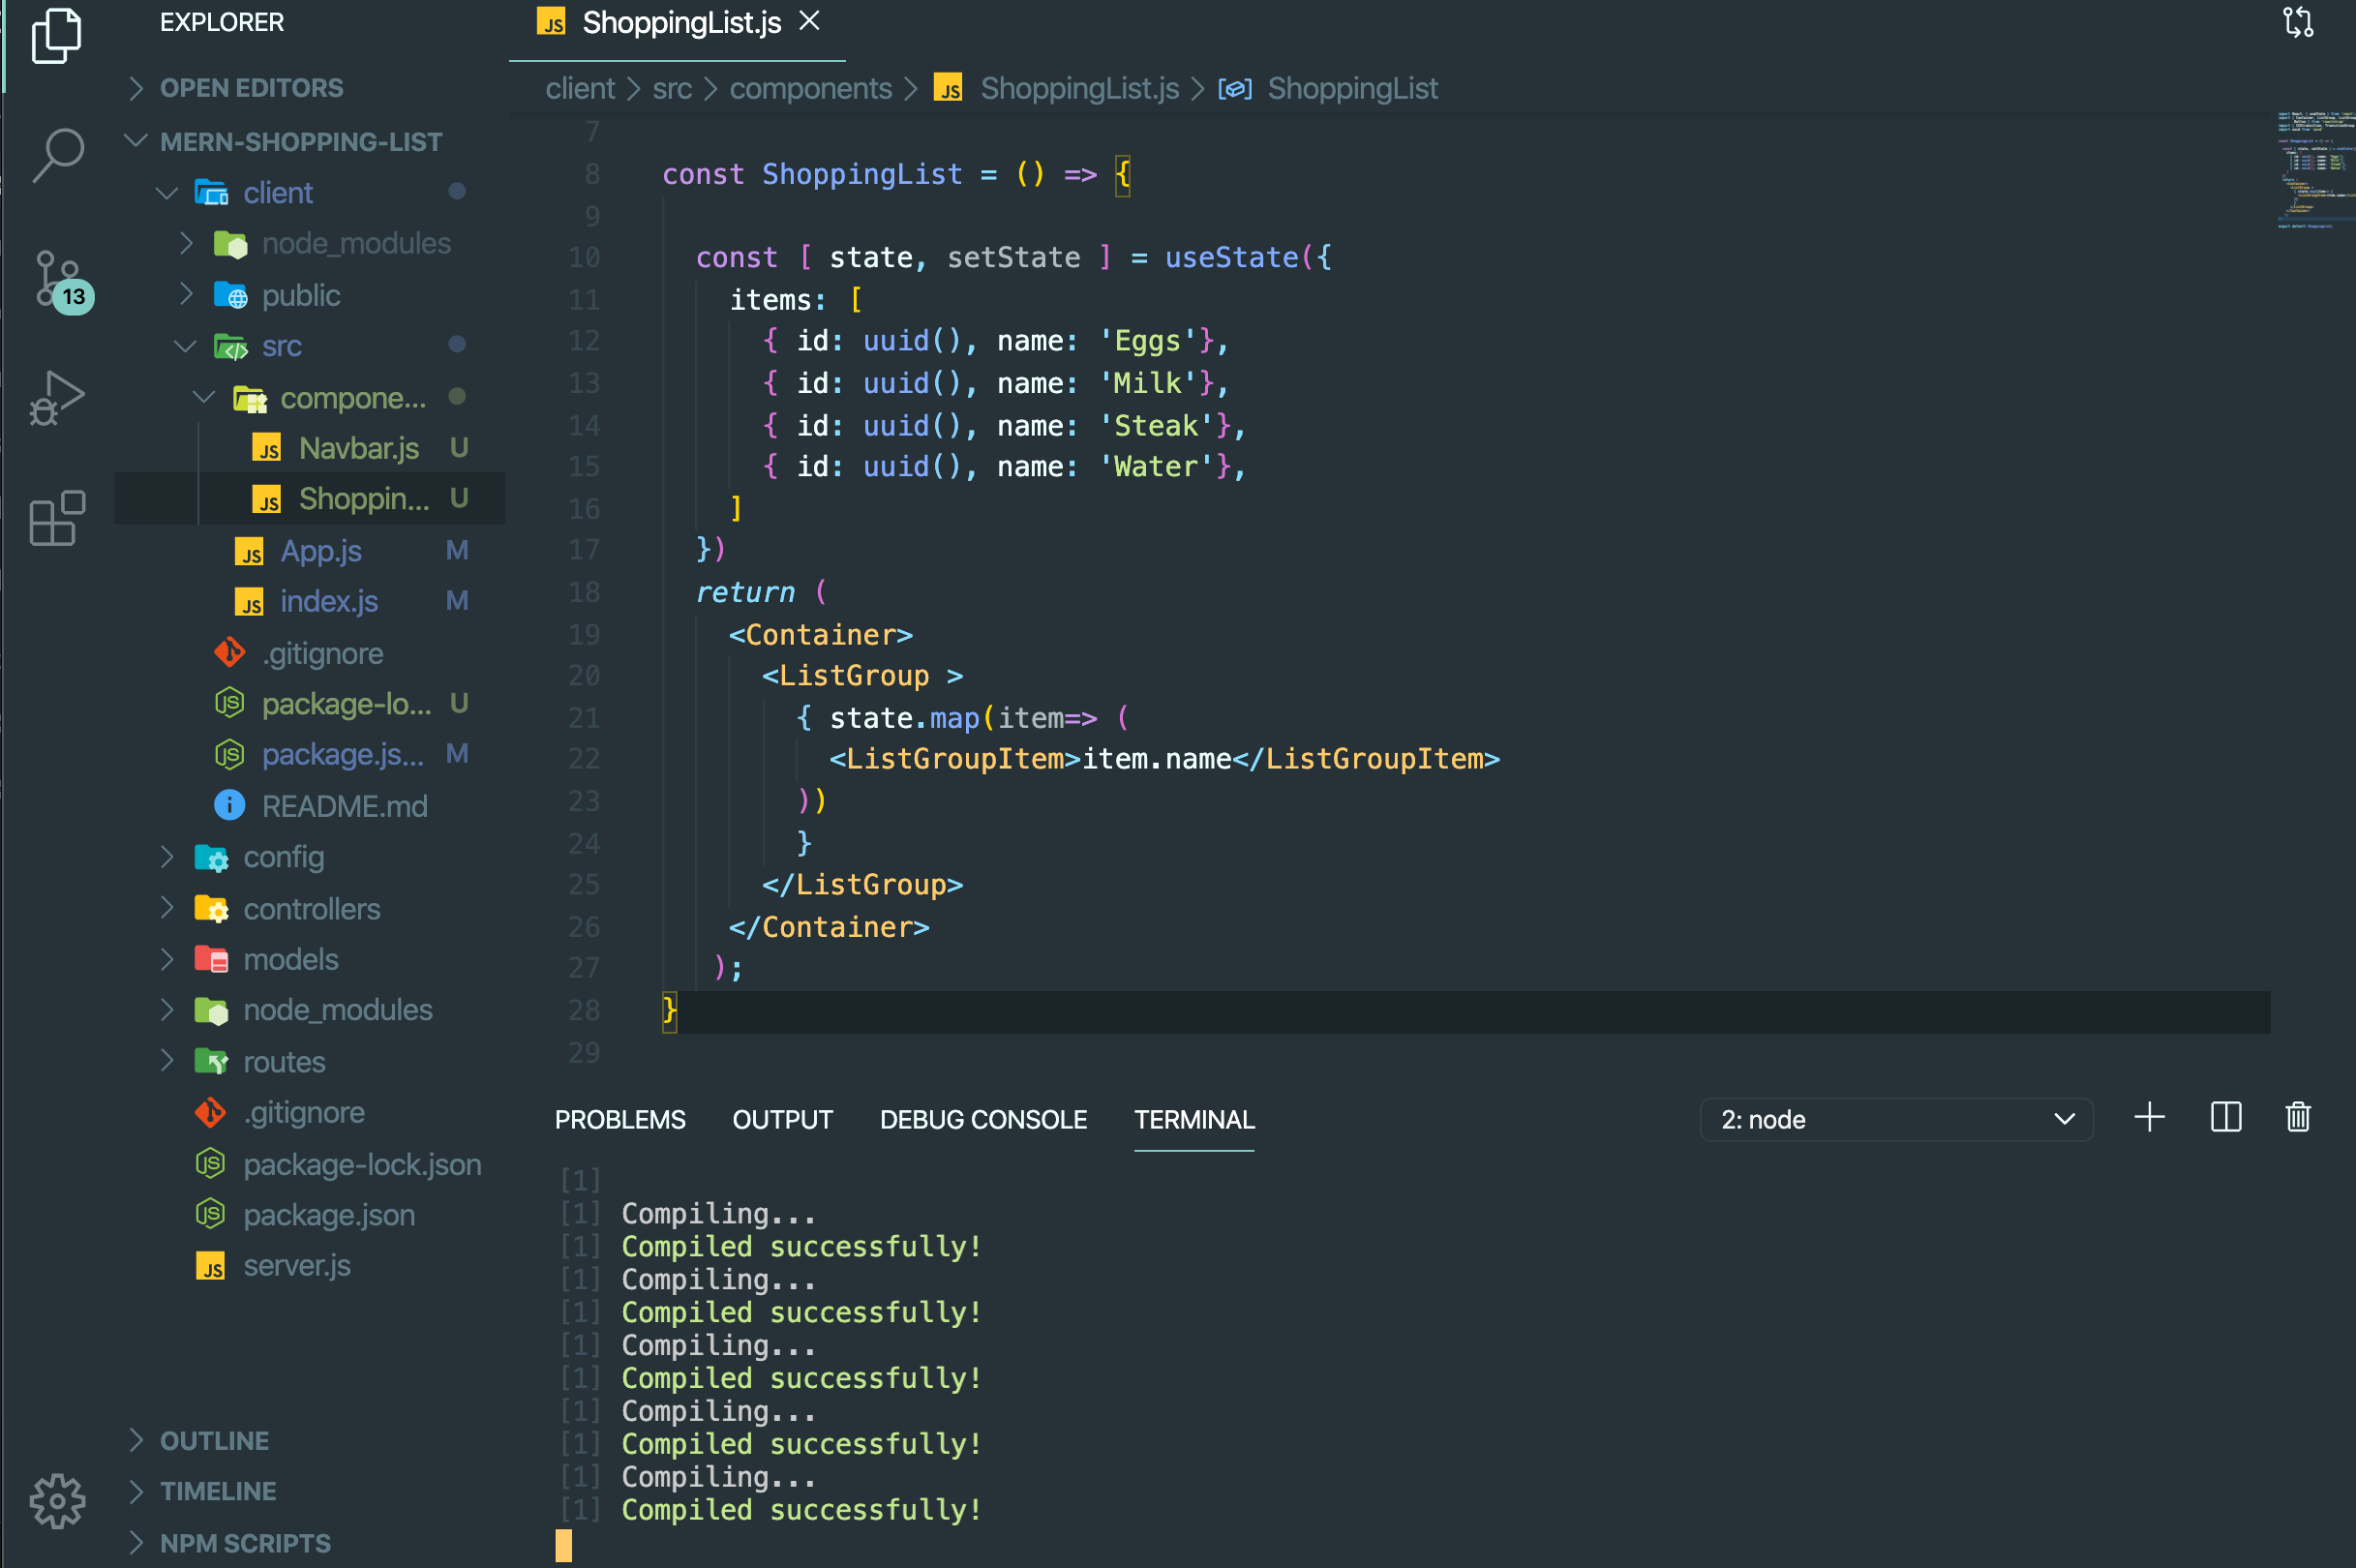 EXPLORER
OPEN EDITORS
MERN-SHOPPING-LIST
client
node_modules
public
src
compone...
JS Navbar.js U
JS Shoppin... U
JS App.js M
JS index.js M
.gitignore
package-lo... U
package.js... M
README.md
config
controllers
models
node_modules
routes
.gitignore
package-lock.json
package.json
JS server.js
OUTLINE
TIMELINE
NPM SCRIPTS
13
JS ShoppingList.js
client > src > components > JS ShoppingList.js > ShoppingList
7
8 const ShoppingList = () => {
9
10 const [ state, setState ] = useState({
11 items: [
12 { id: uuid(), name: 'Eggs'},
13 { id: uuid(), name: 'Milk'},
14 { id: uuid(), name: 'Steak'},
15 { id: uuid(), name: 'Water'},
16 ]
17 })
18 return (
19 <Container>
20 <ListGroup >
21 { state.map(item=> (
22 <ListGroupItem>item.name</ListGroupItem>
23 ))
24 }
25 </ListGroup>
26 </Container>
27 );
28 }
29
PROBLEMS OUTPUT DEBUG CONSOLE TERMINAL 2: node
[1]
[1] Compiling...
[1] Compiled successfully!
[1] Compiling...
[1] Compiled successfully!
[1] Compiling...
[1] Compiled successfully!
[1] Compiling...
[1] Compiled successfully!
[1] Compiling...
[1] Compiled successfully!